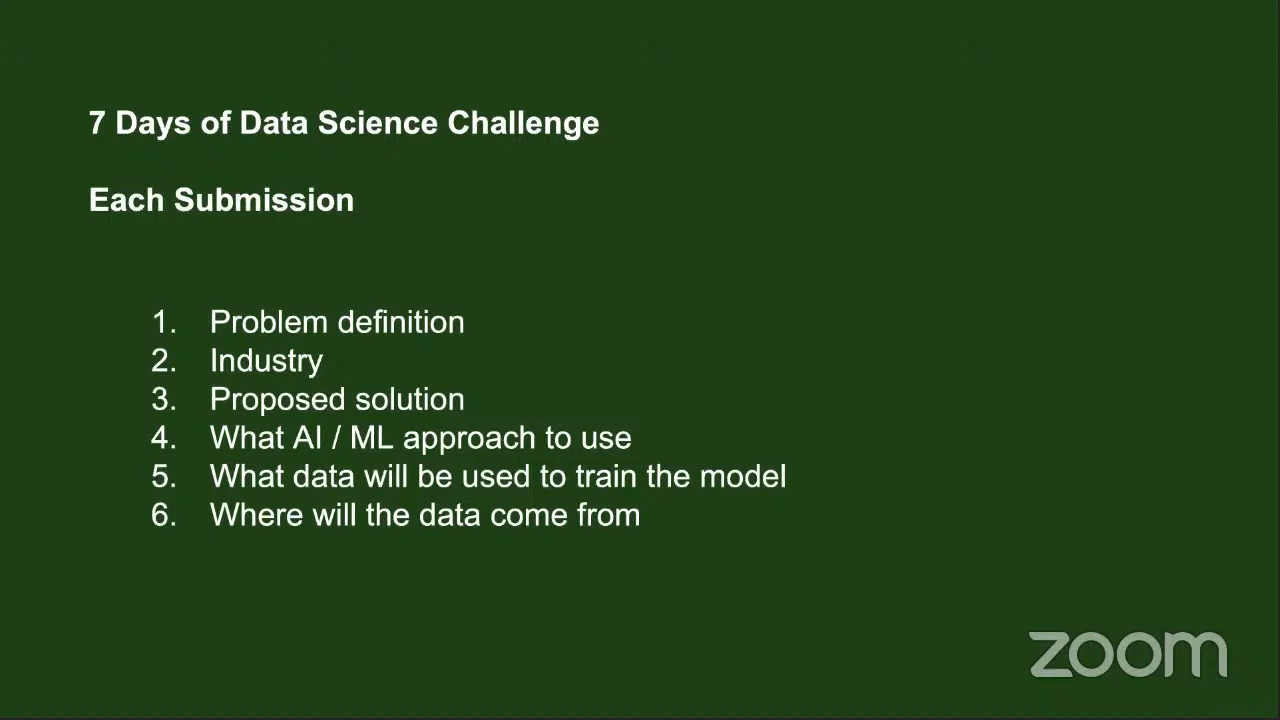 7 Days of Data Science Challenge
Each Submission
1. Problem definition
2. Industry
3. Proposed solution
4. What AI / ML approach to use
5. What data will be used to train the model
6. Where will the data come from
zoom